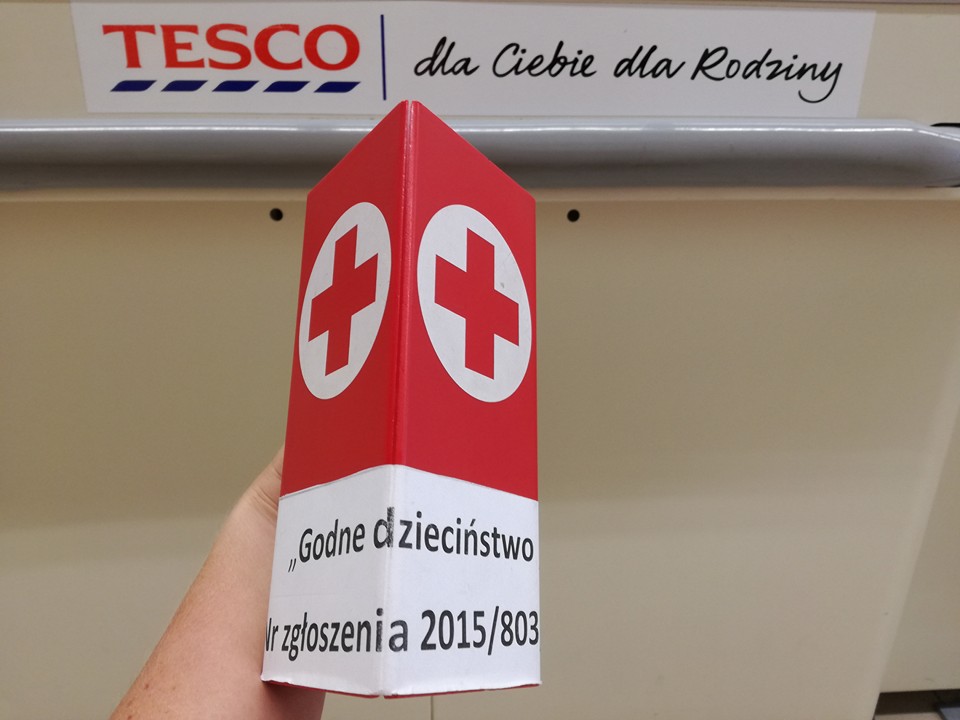 TESCO dla Ciebie dla Rodziny
„Godne dzieciństwo
Nr zgłoszenia 2015/803